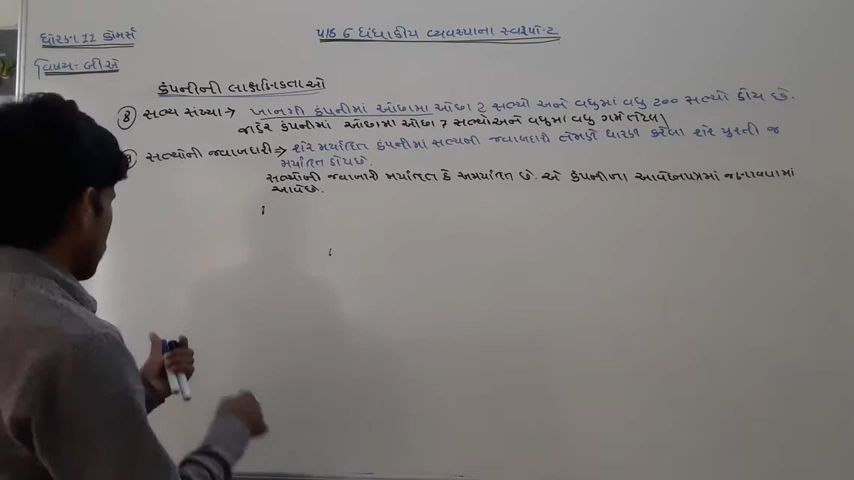 ધોરણ 11 કોમર્સ
પાઠ 6 ધંધાકીય વ્યવસ્થાના સ્વરૂપો-2
વિષય:- બીએ
કંપનીની લાક્ષણિકતાઓ
8 સભ્ય સંખ્યા → ખાનગી કંપનીમાં ઓછામા ઓછા 2 સભ્યો અને વધુમાં વધુ 200 સભ્યો હોય છે.
જાહેર કંપનીમાં ઓછામા ઓછા 7 સભ્યો અને વધુમાં વધુ ગમે તેટલા
સભ્યોની જવાબદારી → શેર મર્યાદિત કંપનીમાં સભ્યની જવાબદારી તેમણે ધારણ કરેલા શેર પુરતી જ
મર્યાદિત હોય છે.
સભ્યોની જવાબદારી મર્યાદિત કે અમર્યાદિત છે. એ કંપનીના આવેદનપત્રમાં જણાવવામાં
આવે છે.